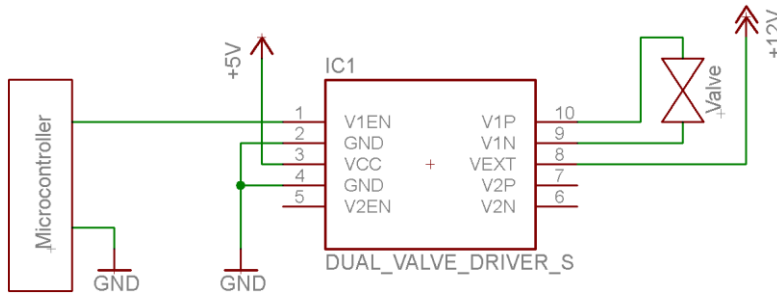 +5V
+12V
IC1
Valve
Microcontroller
1 V1EN V1P 10
2 GND V1N 9
3 VCC VEXT 8
4 GND V2P 7
5 V2EN V2N 6
DUAL_VALVE_DRIVER_S
GND
GND